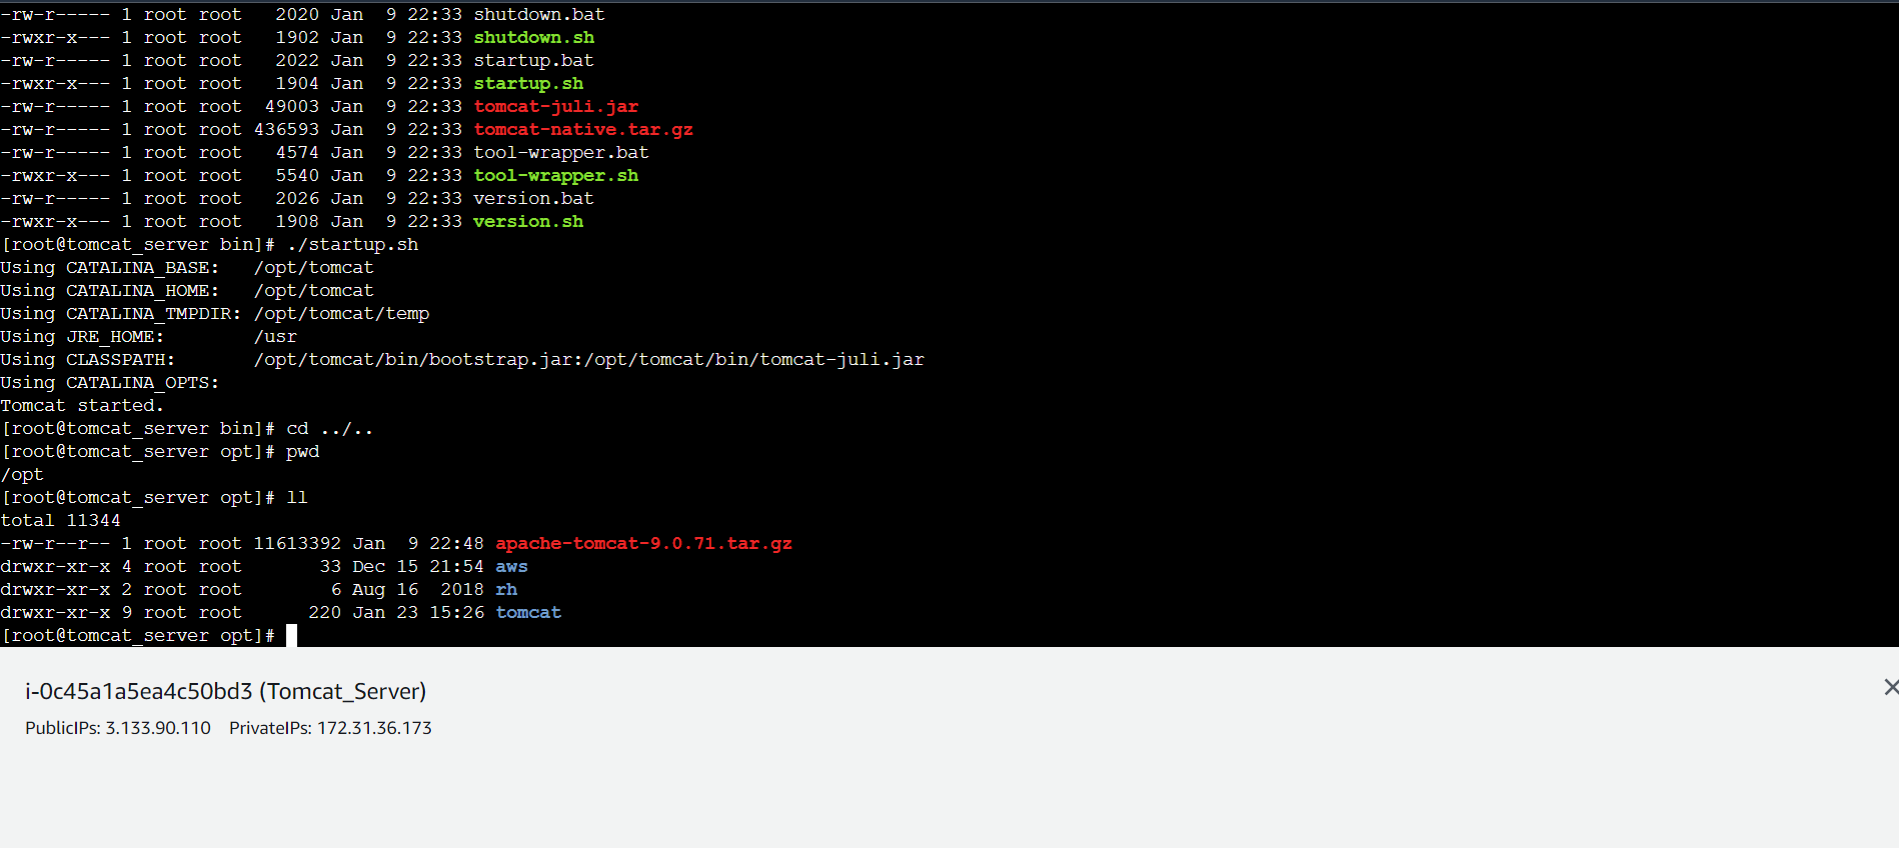 -rw-r----- 1 root root   2020 Jan  9 22:33 shutdown.bat
-rwxr-x--- 1 root root   1902 Jan  9 22:33 shutdown.sh
-rw-r----- 1 root root   2022 Jan  9 22:33 startup.bat
-rwxr-x--- 1 root root   1904 Jan  9 22:33 startup.sh
-rw-r----- 1 root root  49003 Jan  9 22:33 tomcat-juli.jar
-rw-r----- 1 root root 436593 Jan  9 22:33 tomcat-native.tar.gz
-rw-r----- 1 root root   4574 Jan  9 22:33 tool-wrapper.bat
-rwxr-x--- 1 root root   5540 Jan  9 22:33 tool-wrapper.sh
-rw-r----- 1 root root   2026 Jan  9 22:33 version.bat
-rwxr-x--- 1 root root   1908 Jan  9 22:33 version.sh
[root@tomcat_server bin]# ./startup.sh
Using CATALINA_BASE:   /opt/tomcat
Using CATALINA_HOME:   /opt/tomcat
Using CATALINA_TMPDIR: /opt/tomcat/temp
Using JRE_HOME:        /usr
Using CLASSPATH:       /opt/tomcat/bin/bootstrap.jar:/opt/tomcat/bin/tomcat-juli.jar
Using CATALINA_OPTS:
Tomcat started.
[root@tomcat_server bin]# cd ../..
[root@tomcat_server opt]# pwd
/opt
[root@tomcat_server opt]# ll
total 11344
-rw-r--r-- 1 root root 11613392 Jan  9 22:48 apache-tomcat-9.0.71.tar.gz
drwxr-xr-x 4 root root       33 Dec 15 21:54 aws
drwxr-xr-x 2 root root        6 Aug 16  2018 rh
drwxr-xr-x 9 root root      220 Jan 23 15:26 tomcat
[root@tomcat_server opt]#
i-0c45a1a5ea4c50bd3 (Tomcat_Server)
PublicIPs: 3.133.90.110    PrivateIPs: 172.31.36.173